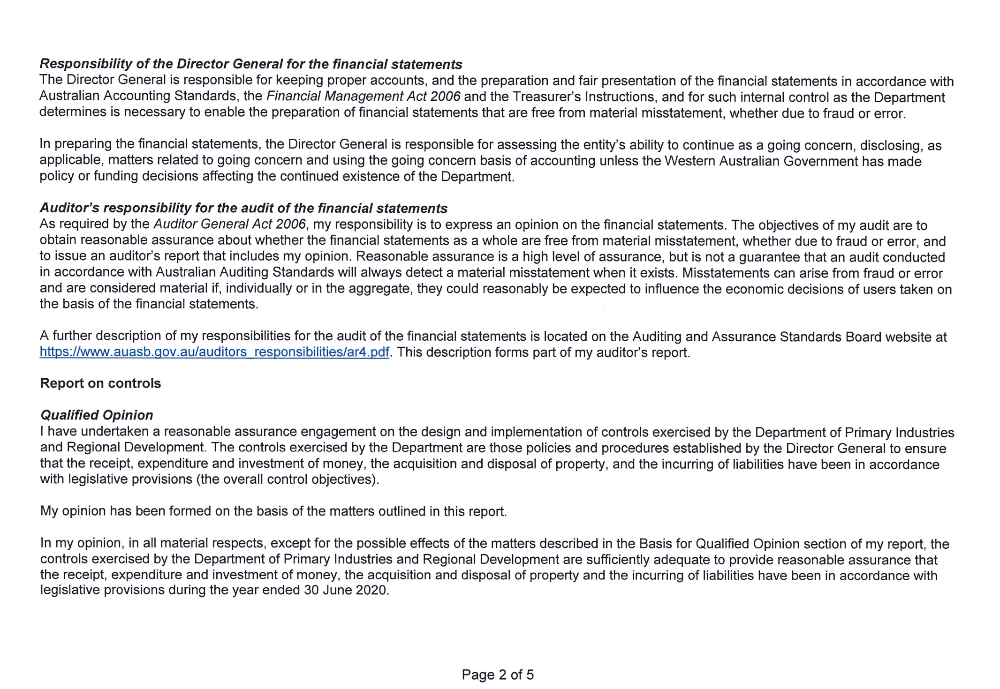 Responsibility of the Director General for the financial statements
The Director General is responsible for keeping proper accounts, and the preparation and fair presentation of the financial statements in accordance with
Australian Accounting Standards, the Financial Management Act 2006 and the Treasurer's Instructions, and for such internal control as the Department
determines is necessary to enable the preparation of financial statements that are free from material misstatement, whether due to fraud or error.
In preparing the financial statements, the Director General is responsible for assessing the entity's ability to continue as a going concern, disclosing, as
applicable, matters related to going concern and using the going concern basis of accounting unless the Western Australian Government has made
policy or funding decisions affecting the continued existence of the Department.
Auditor's responsibility for the audit of the financial statements
As required by the Auditor General Act 2006, my responsibility is to express an opinion on the financial statements. The objectives of my audit are to
obtain reasonable assurance about whether the financial statements as a whole are free from material misstatement, whether due to fraud or error, and
to issue an auditor's report that includes my opinion. Reasonable assurance is a high level of assurance, but is not a guarantee that an audit conducted
in accordance with Australian Auditing Standards will always detect a material misstatement when it exists. Misstatements can arise from fraud or error
and are considered material if, individually or in the aggregate, they could reasonably be expected to influence the economic decisions of users taken on
the basis of the financial statements.
A further description of my responsibilities for the audit of the financial statements is located on the Auditing and Assurance Standards Board website at
https://www.auasb.gov.au/auditors_responsibilities/ar4.pdf. This description forms part of my auditor's report.
Report on controls
Qualified Opinion
I have undertaken a reasonable assurance engagement on the design and implementation of controls exercised by the Department of Primary Industries
and Regional Development. The controls exercised by the Department are those policies and procedures established by the Director General to ensure
that the receipt, expenditure and investment of money, the acquisition and disposal of property, and the incurring of liabilities have been in accordance
with legislative provisions (the overall control objectives).
My opinion has been formed on the basis of the matters outlined in this report.
In my opinion, in all material respects, except for the possible effects of the matters described in the Basis for Qualified Opinion section of my report, the
controls exercised by the Department of Primary Industries and Regional Development are sufficiently adequate to provide reasonable assurance that
the receipt, expenditure and investment of money, the acquisition and disposal of property and the incurring of liabilities have been in accordance with
legislative provisions during the year ended 30 June 2020.
Page 2 of 5